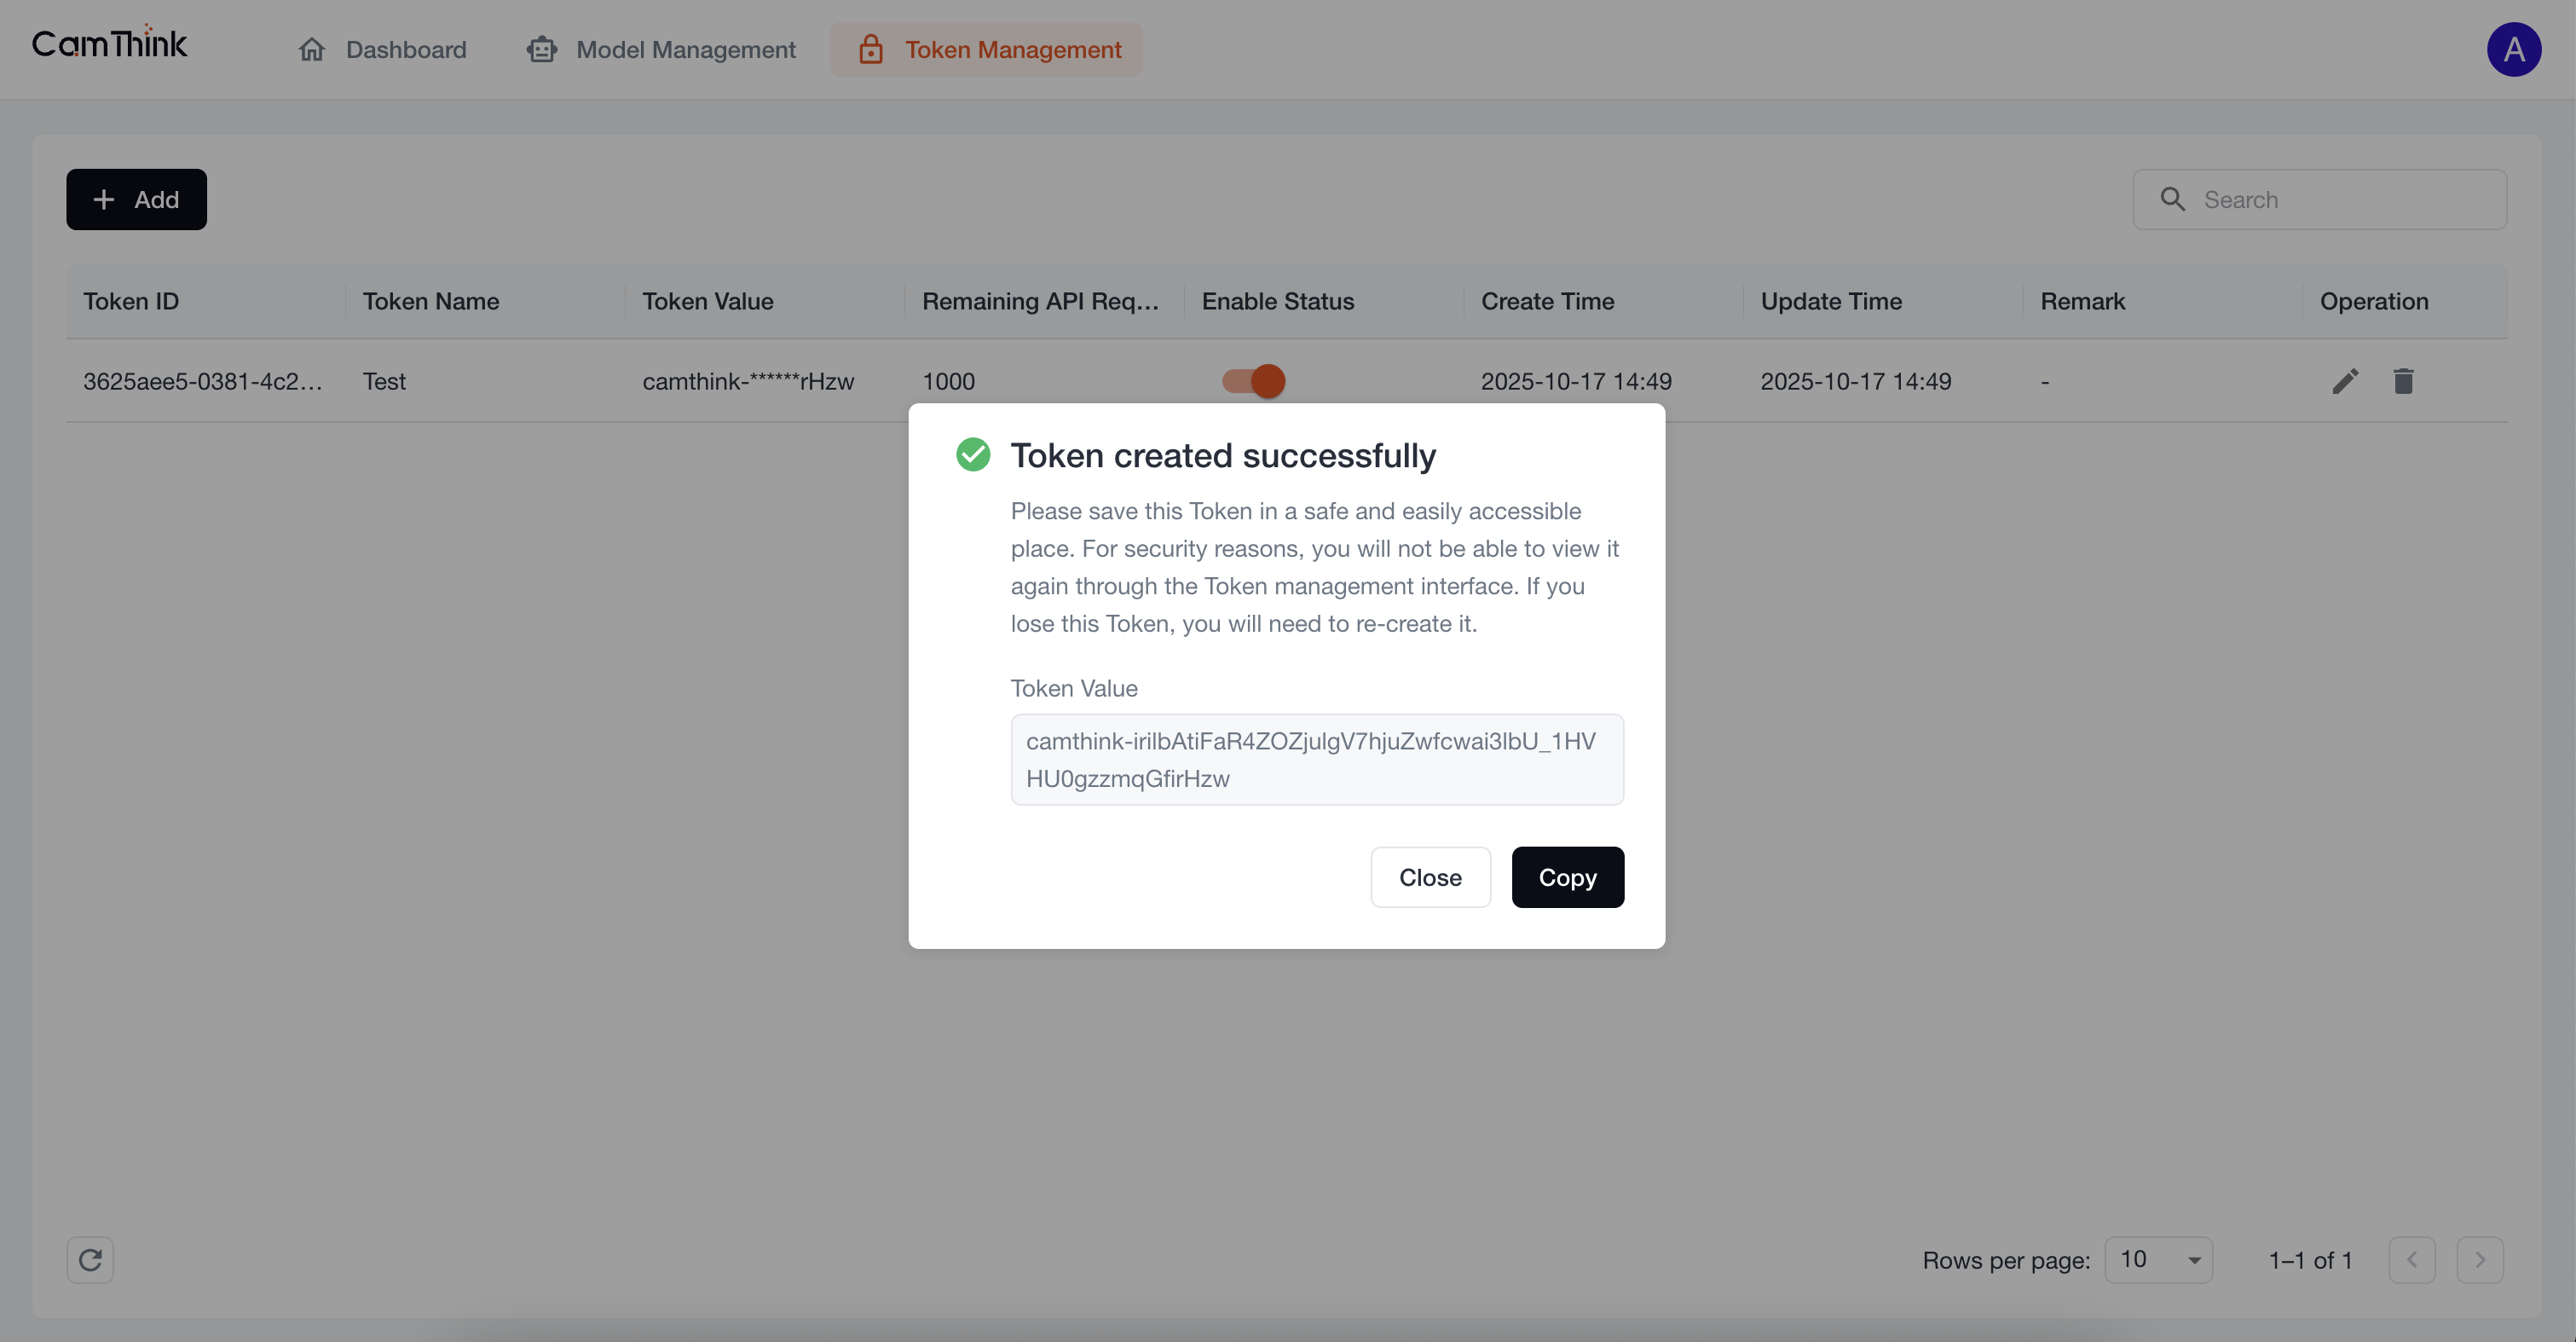 CamThink
Dashboard
Model Management
Token Management
A
Add
Search
Token ID
Token Name
Token Value
Remaining API Req...
Enable Status
Create Time
Update Time
Remark
Operation
3625aee5-0381-4c2...
Test
camthink-******rHzw
1000
2025-10-17 14:49
2025-10-17 14:49
-
Token created successfully
Please save this Token in a safe and easily accessible
place. For security reasons, you will not be able to view it
again through the Token management interface. If you
lose this Token, you will need to re-create it.
Token Value
camthink-irilbAtiFaR4ZOZjulgV7hjuZwfcwai3lbU_1HV
HU0gzzmqGfirHzw
Close
Copy
Rows per page:
10
1–1 of 1